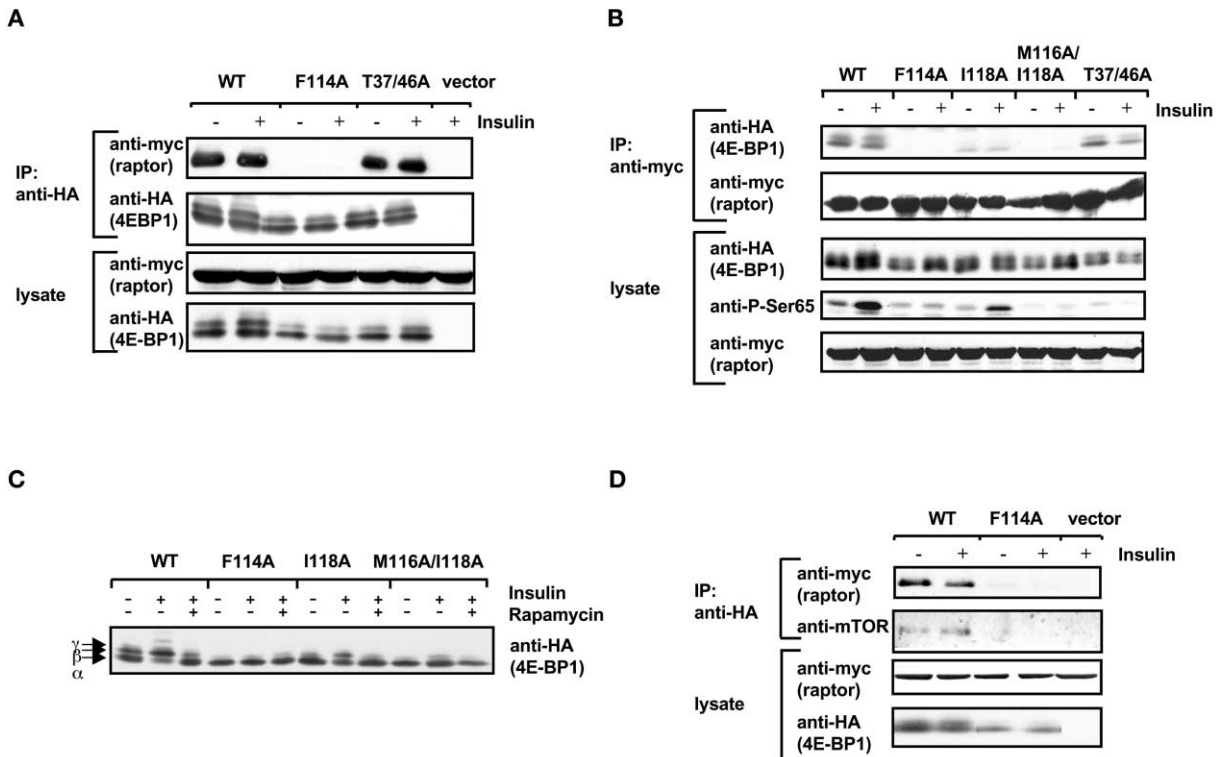 A
WT F114A T37/46A vector
- + - + - + + Insulin
IP:
anti-HA
anti-myc
(raptor)
anti-HA
(4EBP1)
lysate
anti-myc
(raptor)
anti-HA
(4E-BP1)
B
M116A/
WT F114A I118A I118A T37/46A
- + - + - + - + - + Insulin
IP:
anti-myc
anti-HA
(4E-BP1)
anti-myc
(raptor)
lysate
anti-HA
(4E-BP1)
anti-P-Ser65
anti-myc
(raptor)
C
WT F114A I118A M116A/I118A
- + + - + + - + + - + + Insulin
+ + + + Rapamycin
γ
β
α
anti-HA
(4E-BP1)
D
WT F114A vector
- + - + + Insulin
IP:
anti-HA
anti-myc
(raptor)
anti-mTOR
lysate
anti-myc
(raptor)
anti-HA
(4E-BP1)